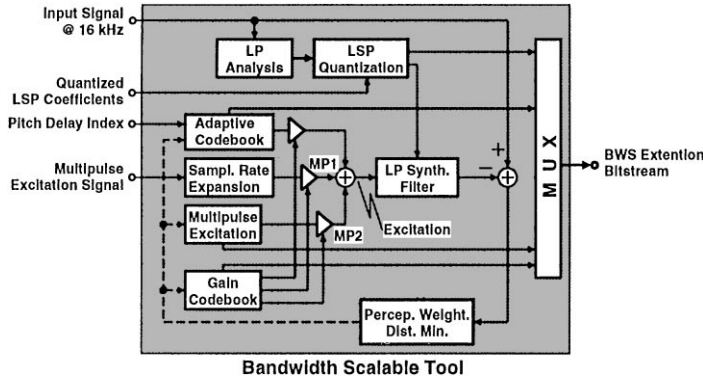 Input Signal
@ 16 kHz
LP
Analysis
LSP
Quantization
Quantized
LSP Coefficients
Pitch Delay Index
Adaptive
Codebook
+
MUX
BWS Extention
Bitstream
Multipulse
Excitation Signal
Sampl. Rate
Expansion
MP1
LP Synth.
Filter
−
Multipulse
Excitation
MP2
Excitation
Gain
Codebook
Percep. Weight.
Dist. Min.
Bandwidth Scalable Tool